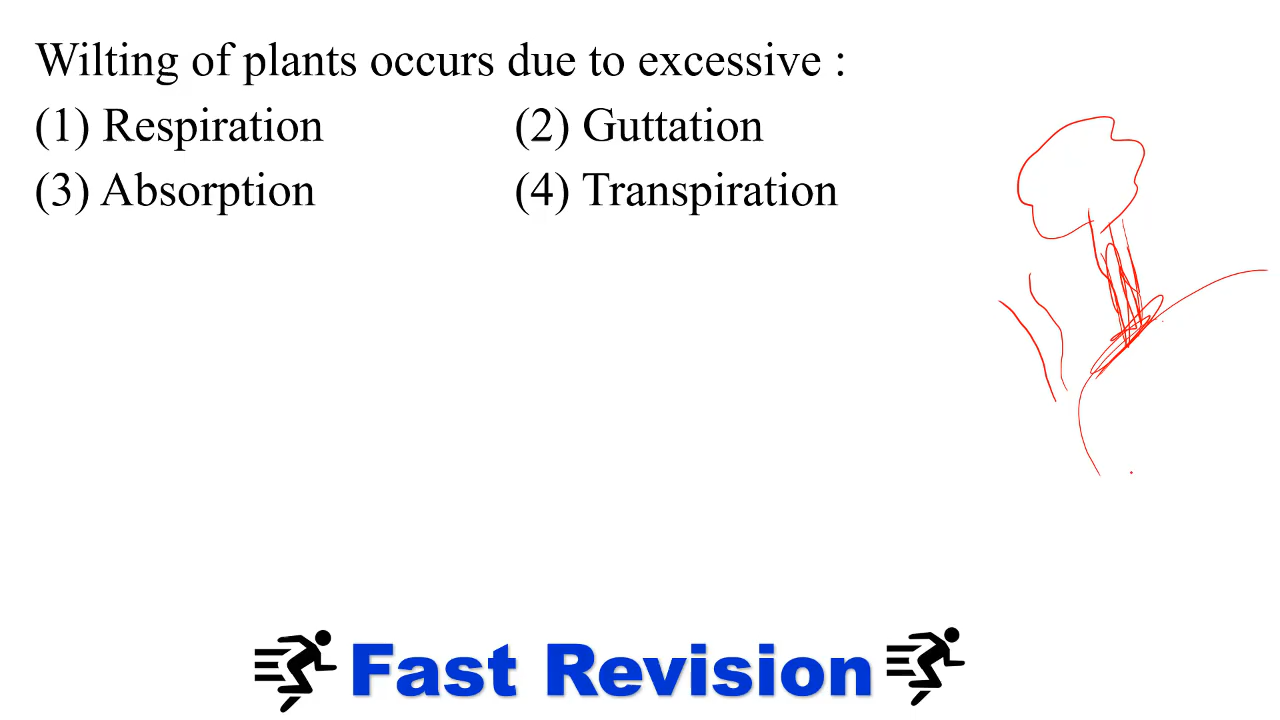 Wilting of plants occurs due to excessive :
(1) Respiration (2) Guttation
(3) Absorption (4) Transpiration
Fast Revision